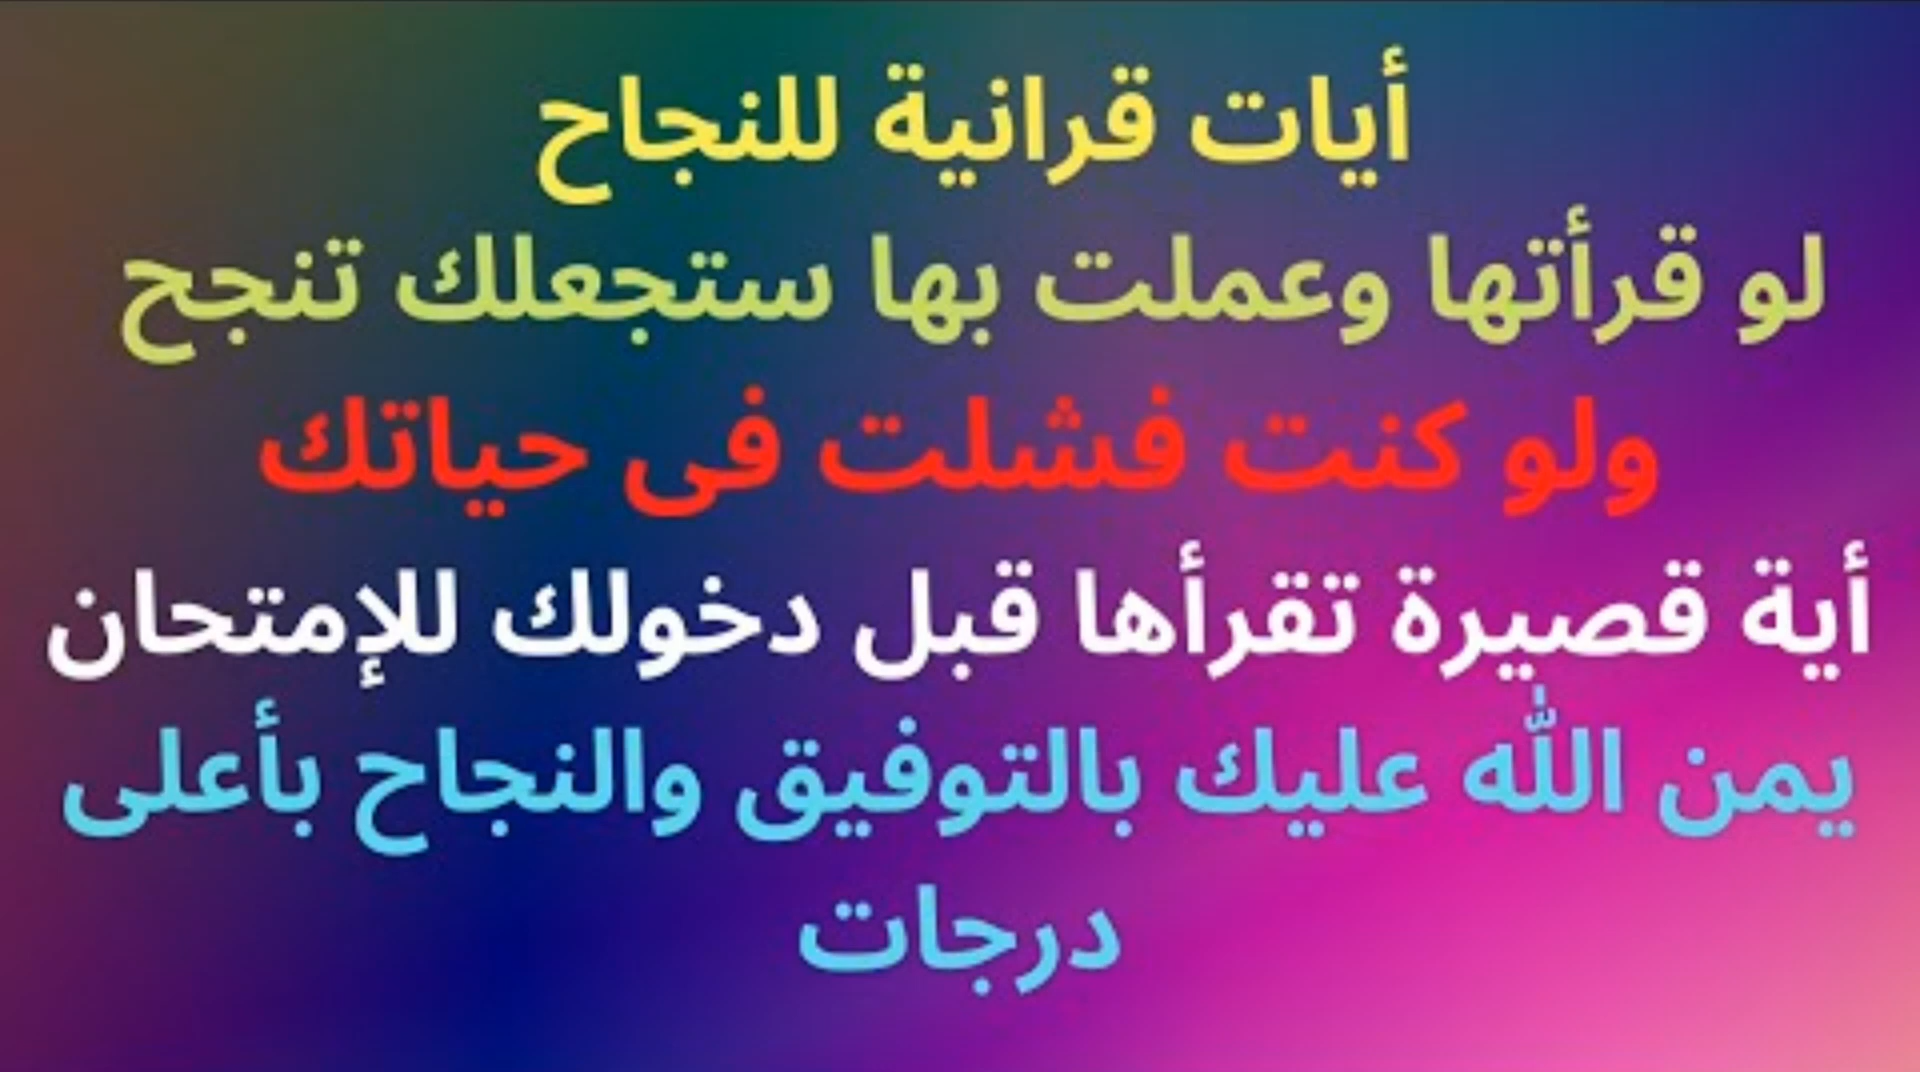 أيات قرانية للنجاح
لو قرأتها وعملت بها ستجعلك تنجح
ولو كنت فشلت فى حياتك
أية قصيرة تقرأها قبل دخولك للإمتحان
يمن الله عليك بالتوفيق والنجاح بأعلى
درجات